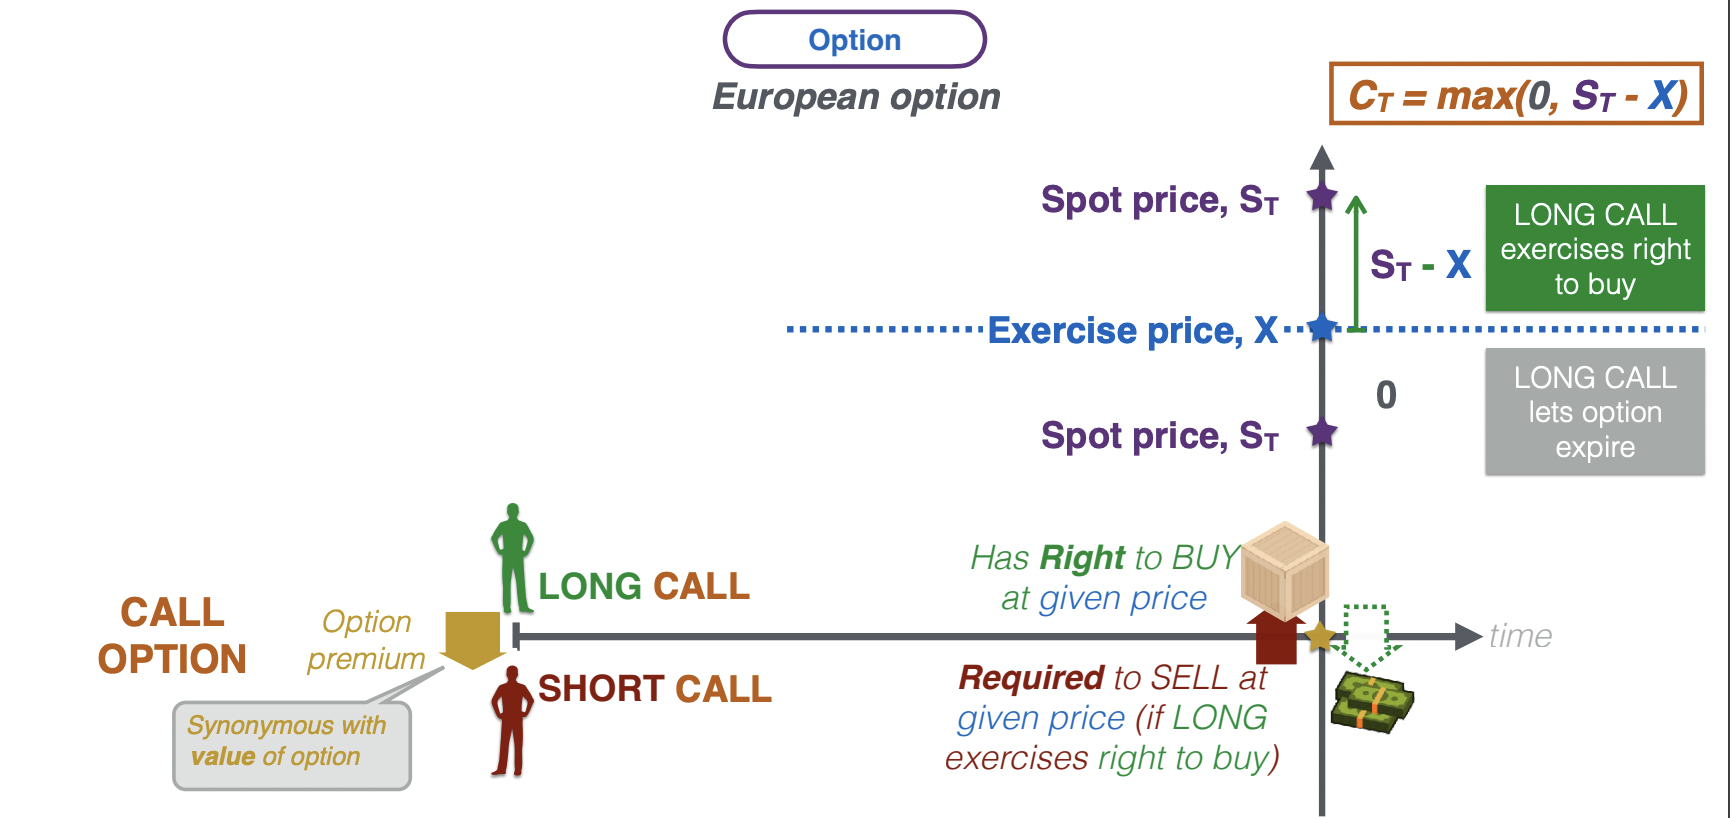 Option
European option
C_T = max(0, S_T - X)
Spot price, S_T
S_T - X
LONG CALL
exercises right
to buy
Exercise price, X
0
LONG CALL
lets option
expire
Spot price, S_T
CALL
OPTION
Option
premium
Synonymous with
value of option
LONG CALL
SHORT CALL
Has Right to BUY
at given price
Required to SELL at
given price (if LONG
exercises right to buy)
time